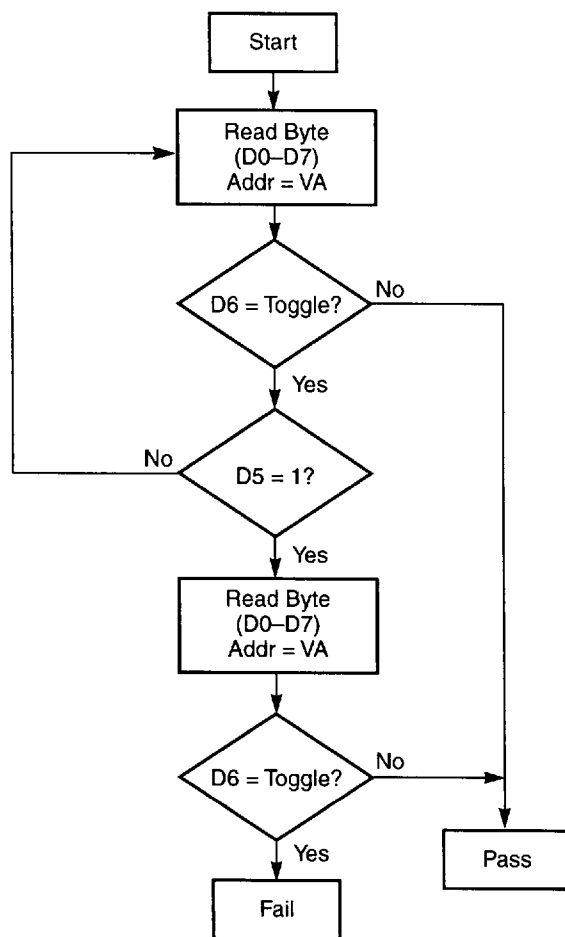 Start
Read Byte
(D0–D7)
Addr = VA
D6 = Toggle?
No
Yes
No
D5 = 1?
Yes
Read Byte
(D0–D7)
Addr = VA
D6 = Toggle?
No
Yes
Pass
Fail